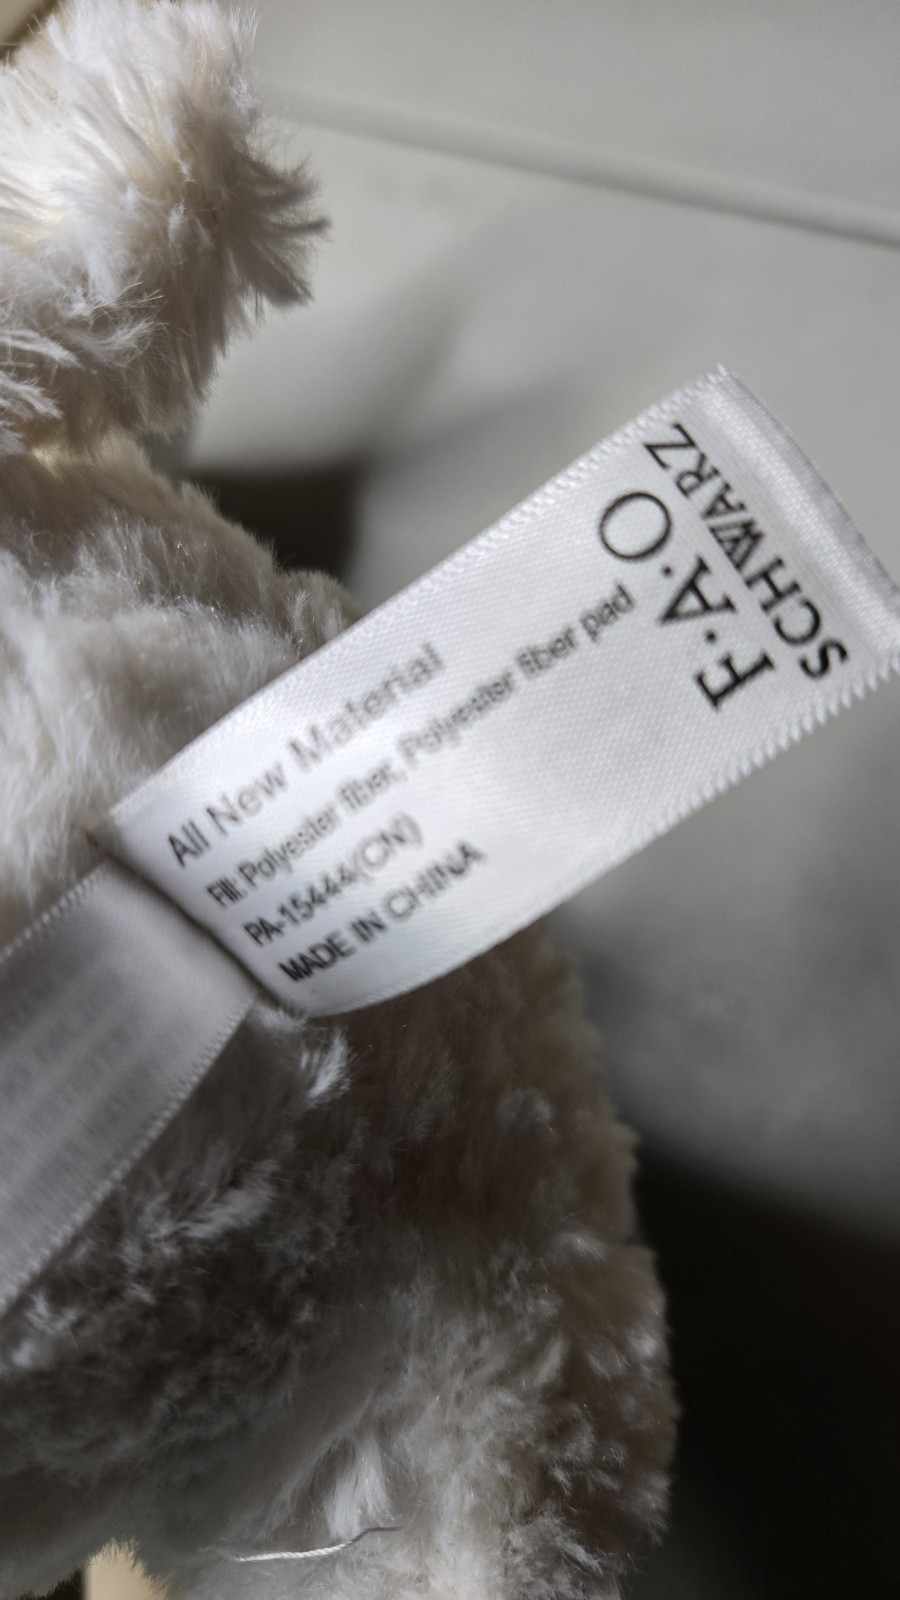 F·A·O
SCHWARZ
All New Material
Fill: Polyester fiber, Polyester fiber pad
PA-15444(CN)
MADE IN CHINA